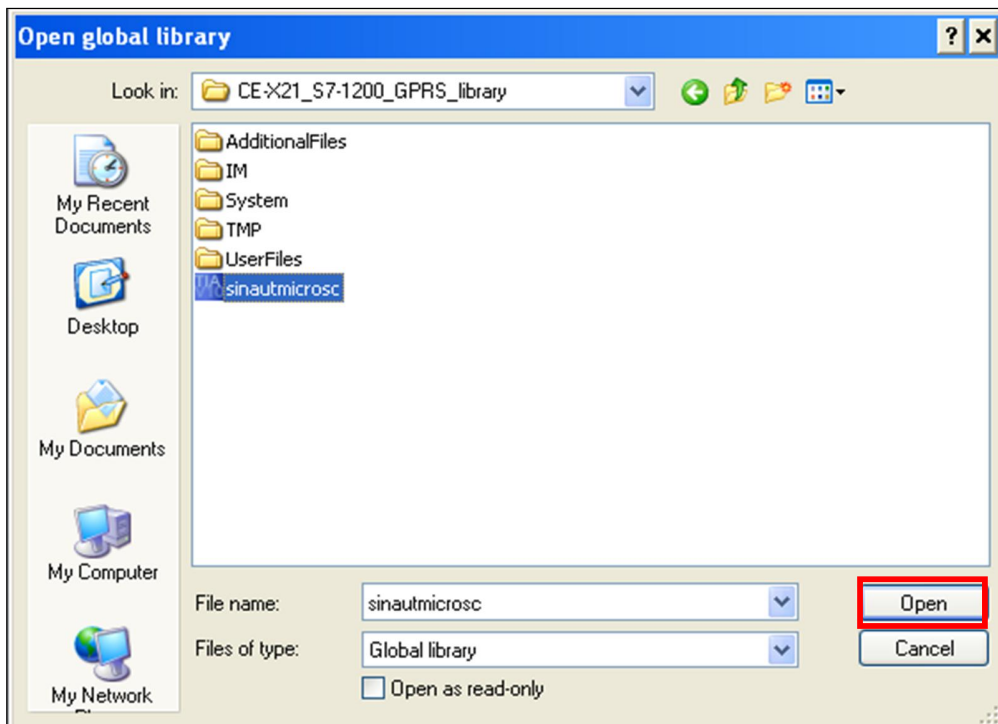 Open global library
Look in: CE-X21_S7-1200_GPRS_library
AdditionalFiles
IM
System
TMP
UserFiles
sinautmicrosc
My Recent
Documents
Desktop
My Documents
My Computer
My Network
File name: sinautmicrosc Open
Files of type: Global library Cancel
Open as read-only